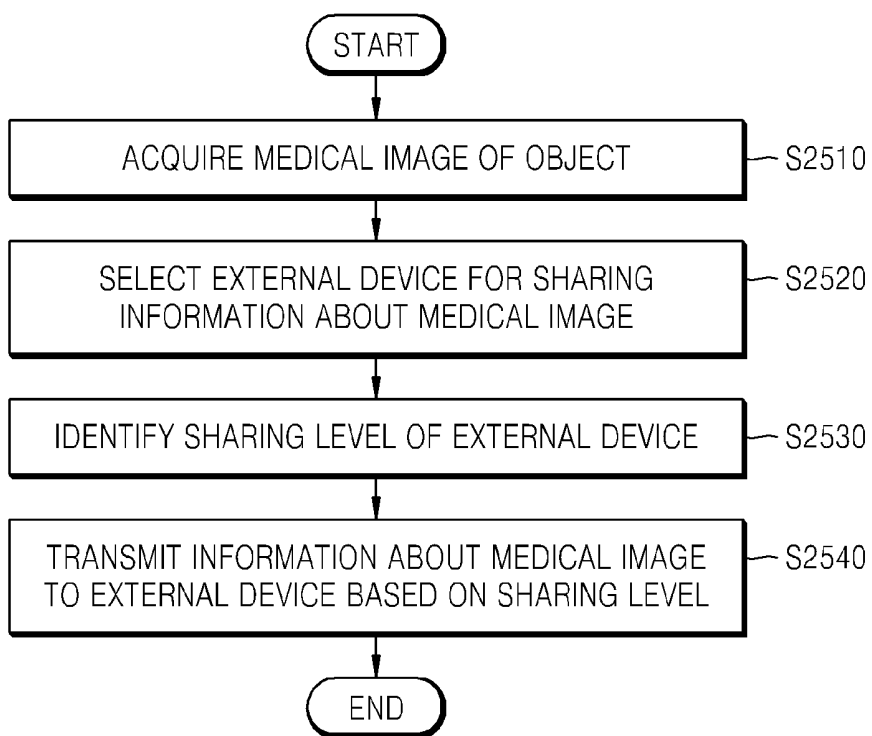 START
ACQUIRE MEDICAL IMAGE OF OBJECT
S2510
SELECT EXTERNAL DEVICE FOR SHARING
INFORMATION ABOUT MEDICAL IMAGE
S2520
IDENTIFY SHARING LEVEL OF EXTERNAL DEVICE
S2530
TRANSMIT INFORMATION ABOUT MEDICAL IMAGE
TO EXTERNAL DEVICE BASED ON SHARING LEVEL
S2540
END